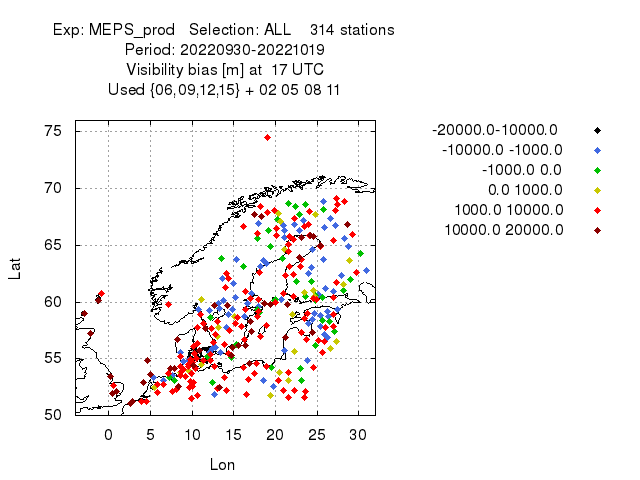 Exp: MEPS_prod   Selection: ALL    314 stations
Period: 20220930-20221019
Visibility bias [m] at  17 UTC
Used {06,09,12,15} + 02 05 08 11
-20000.0-10000.0
-10000.0 -1000.0
-1000.0 0.0
0.0 1000.0
1000.0 10000.0
10000.0 20000.0
75
70
65
60
55
50
Lat
0 5 10 15 20 25 30
Lon